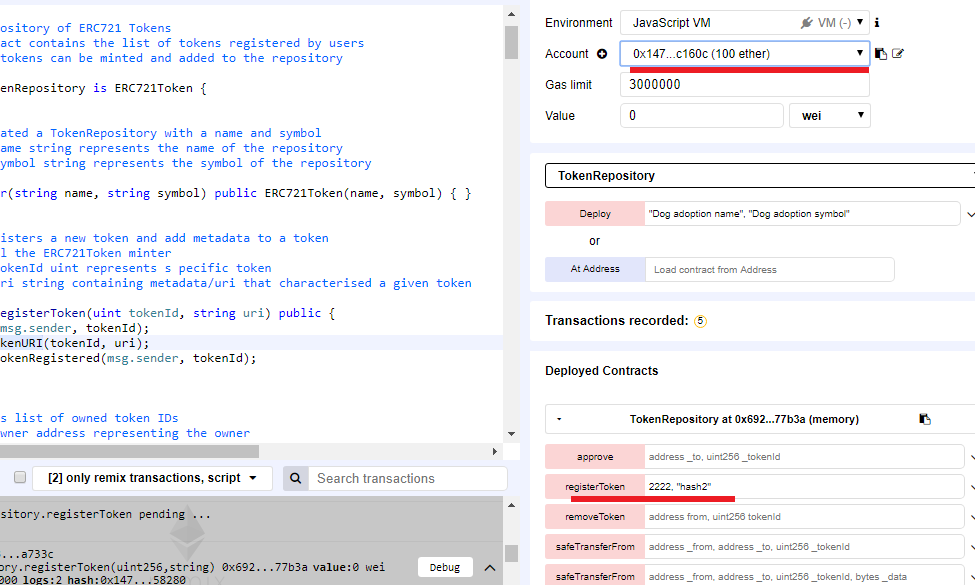 ository of ERC721 Tokens
act contains the list of tokens registered by users
tokens can be minted and added to the repository
enRepository is ERC721Token {
ated a TokenRepository with a name and symbol
ame string represents the name of the repository
ymbol string represents the symbol of the repository
r(string name, string symbol) public ERC721Token(name, symbol) { }
isters a new token and add metadata to a token
l the ERC721Token minter
okenId uint represents s pecific token
ri string containing metadata/uri that characterised a given token
egisterToken(uint tokenId, string uri) public {
msg.sender, tokenId);
kenURI(tokenId, uri);
okenRegistered(msg.sender, tokenId);
s list of owned token IDs
wner address representing the owner
[2] only remix transactions, script
Search transactions
sitory.registerToken pending ...
...a733c
ry.registerToken(uint256,string) 0x692...77b3a value:0 wei
000 logs:2 hash:0x147...58280
Debug
Environment JavaScript VM VM (-)
Account 0x147...c160c (100 ether)
Gas limit 3000000
Value 0 wei
TokenRepository
Deploy "Dog adoption name", "Dog adoption symbol"
or
At Address Load contract from Address
Transactions recorded: 5
Deployed Contracts
TokenRepository at 0x692...77b3a (memory)
approve address _to, uint256 _tokenId
registerToken 2222, "hash2"
removeToken address from, uint256 tokenId
safeTransferFrom address _from, address _to, uint256 _tokenId
safeTransferFrom address _from, address _to, uint256 _tokenId, bytes _data